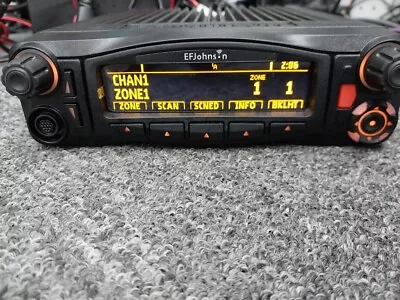 EFJohnson
2:06
CHAN1
ZONE
ZONE1
1 1
ZONE SCAN SCNED INFO BKLHT